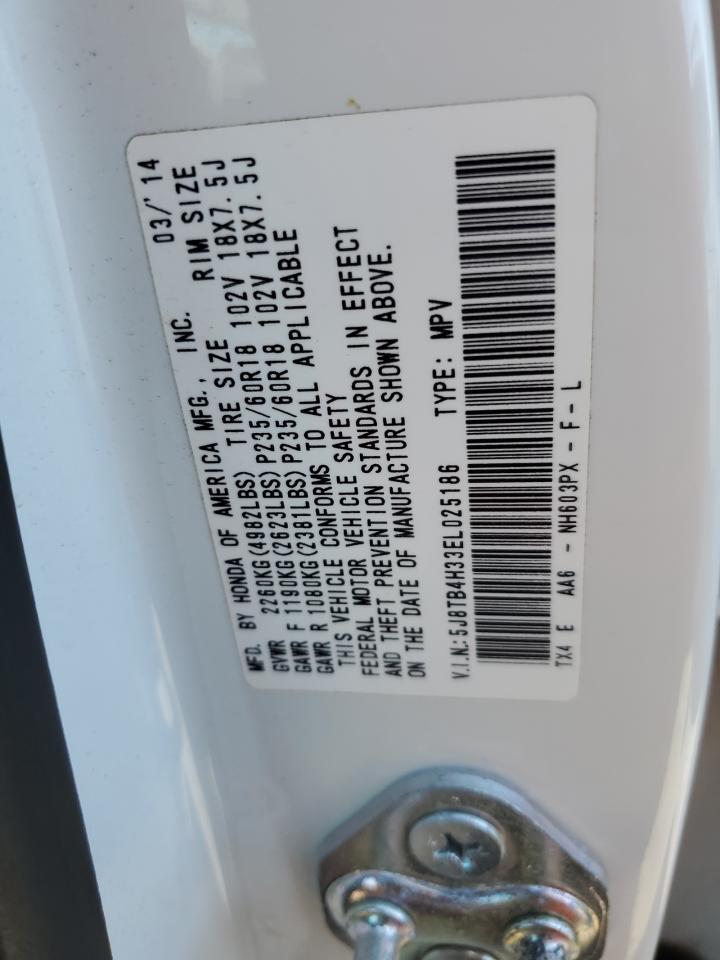 MFD. BY HONDA OF AMERICA MFG., INC. 03/'14
GVWR 2260KG(4982LBS) TIRE SIZE RIM SIZE
GAWR F 1190KG(2623LBS) P235/60R18 102V 18X7.5J
GAWR R 1080KG(2381LBS) P235/60R18 102V 18X7.5J
THIS VEHICLE CONFORMS TO ALL APPLICABLE
FEDERAL MOTOR VEHICLE SAFETY
AND THEFT PREVENTION STANDARDS IN EFFECT
ON THE DATE OF MANUFACTURE SHOWN ABOVE.
V.I.N.:5J8TB4H33EL025186 TYPE: MPV
TX4 E AA6 - NH603PX - F - L